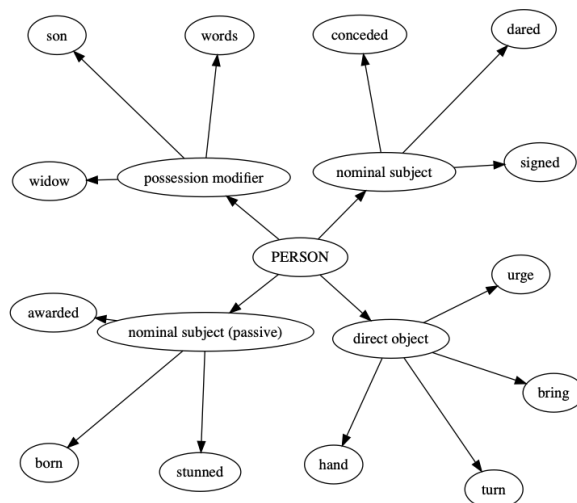 son
words
conceded
dared
widow
possession modifier
nominal subject
signed
PERSON
awarded
nominal subject (passive)
direct object
urge
bring
born
stunned
hand
turn